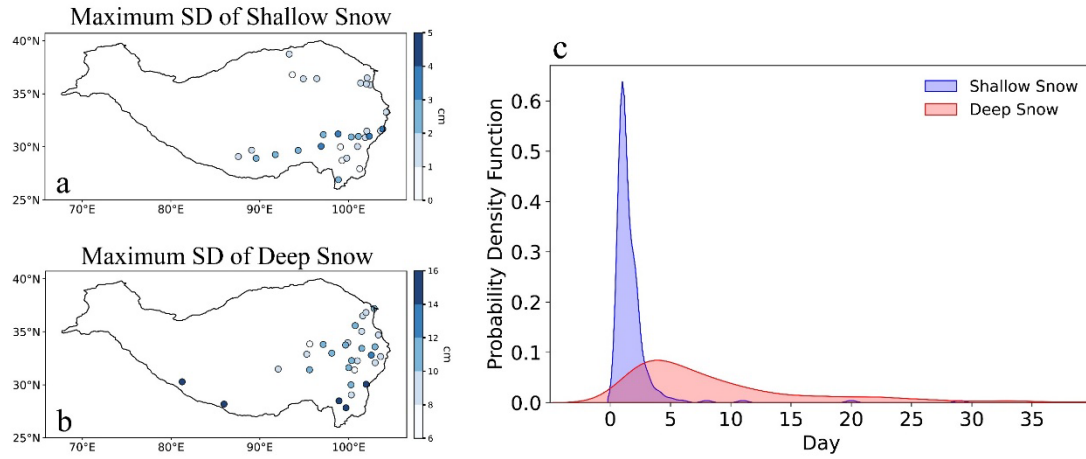 Maximum SD of Shallow Snow
40°N
35°N
30°N
25°N
70°E
80°E
90°E
100°E
a
5
4
3
2
1
0
cm
Maximum SD of Deep Snow
40°N
35°N
30°N
25°N
70°E
80°E
90°E
100°E
b
16
14
12
10
8
6
cm
c
Shallow Snow
Deep Snow
Probability Density Function
0.6
0.5
0.4
0.3
0.2
0.1
0.0
0
5
10
15
20
25
30
35
Day